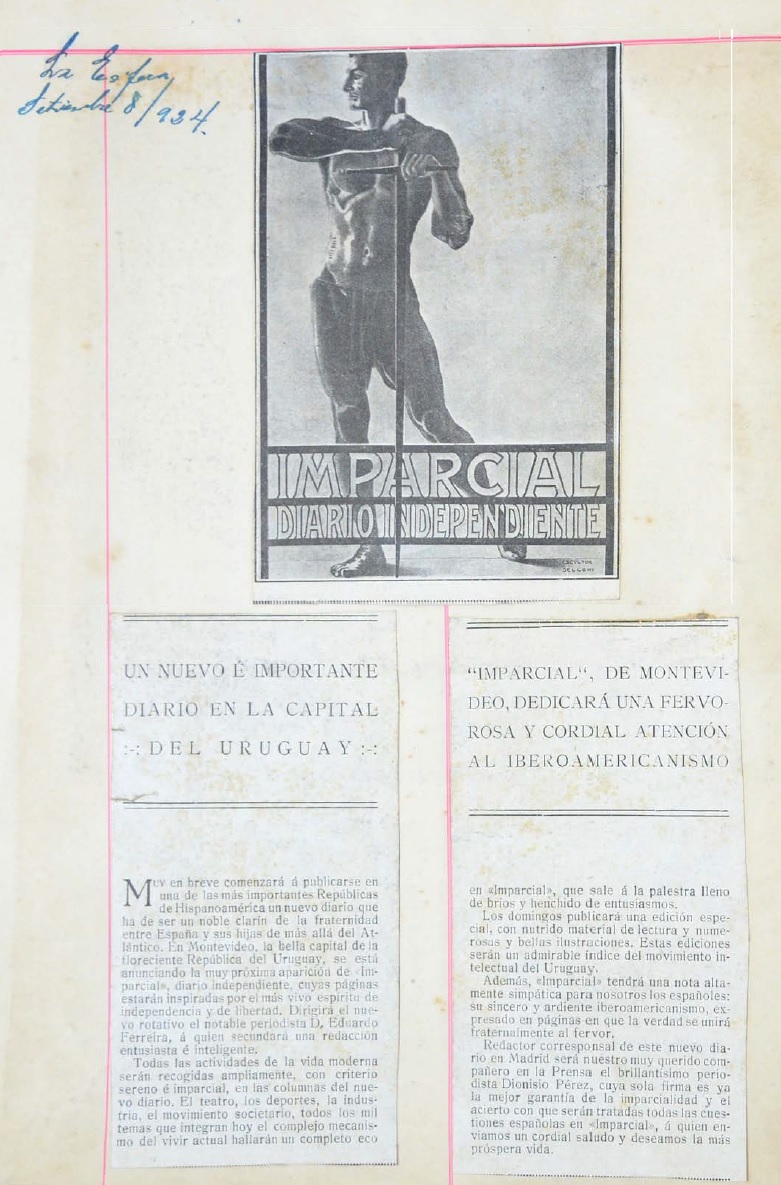 La Esfera
Setiembre 8/924.
IMPARCIAL
DIARIO INDEPENDIENTE
ESCULTOR
BELLONI
UN NUEVO É IMPORTANTE
DIARIO EN LA CAPITAL
:-: DEL URUGUAY :-:
MUY en breve comenzará á publicarse en
una de las más importantes Repúblicas
de Hispanoamérica un nuevo diario que
ha de ser un noble clarín de la fraternidad
entre España y sus hijas de más allá del At-
lántico. En Montevideo, la bella capital de la
floreciente República del Uruguay, se está
anunciando la muy próxima aparición de «Im-
parcial», diario independiente, cuyas páginas
estarán inspiradas por el más vivo espíritu de
independencia y de libertad. Dirigirá el nue-
vo rotativo el notable periodista D. Eduardo
Ferreira, á quien secundará una redacción
entusiasta é inteligente.
Todas las actividades de la vida moderna
serán recogidas ampliamente, con criterio
sereno é imparcial, en las columnas del nue-
vo diario. El teatro, los deportes, la indus-
tria, el movimiento societario, todos los mil
temas que integran hoy el complejo mecanis-
mo del vivir actual hallarán un completo eco
“IMPARCIAL“, DE MONTEVI-
DEO, DEDICARÁ UNA FERVO-
ROSA Y CORDIAL ATENCIÓN
AL IBEROAMERICANISMO
en «Imparcial», que sale á la palestra lleno
de bríos y henchido de entusiasmos.
Los domingos publicará una edición espe-
cial, con nutrido material de lectura y nume-
rosas y bellas ilustraciones. Estas ediciones
serán un admirable índice del movimiento in-
telectual del Uruguay.
Además, «Imparcial» tendrá una nota alta-
mente simpática para nosotros los españoles:
su sincero y ardiente iberoamericanismo, ex-
presado en páginas en que la verdad se unirá
fraternalmente al fervor.
Redactor corresponsal de este nuevo dia-
rio en Madrid será nuestro muy querido com-
pañero en la Prensa el brillantísimo perio-
dista Dionisio Pérez, cuya sola firma es ya
la mejor garantía de la imparcialidad y el
acierto con que serán tratadas todas las cues-
tiones españolas en «Imparcial», á quien en-
viamos un cordial saludo y deseamos la más
próspera vida.